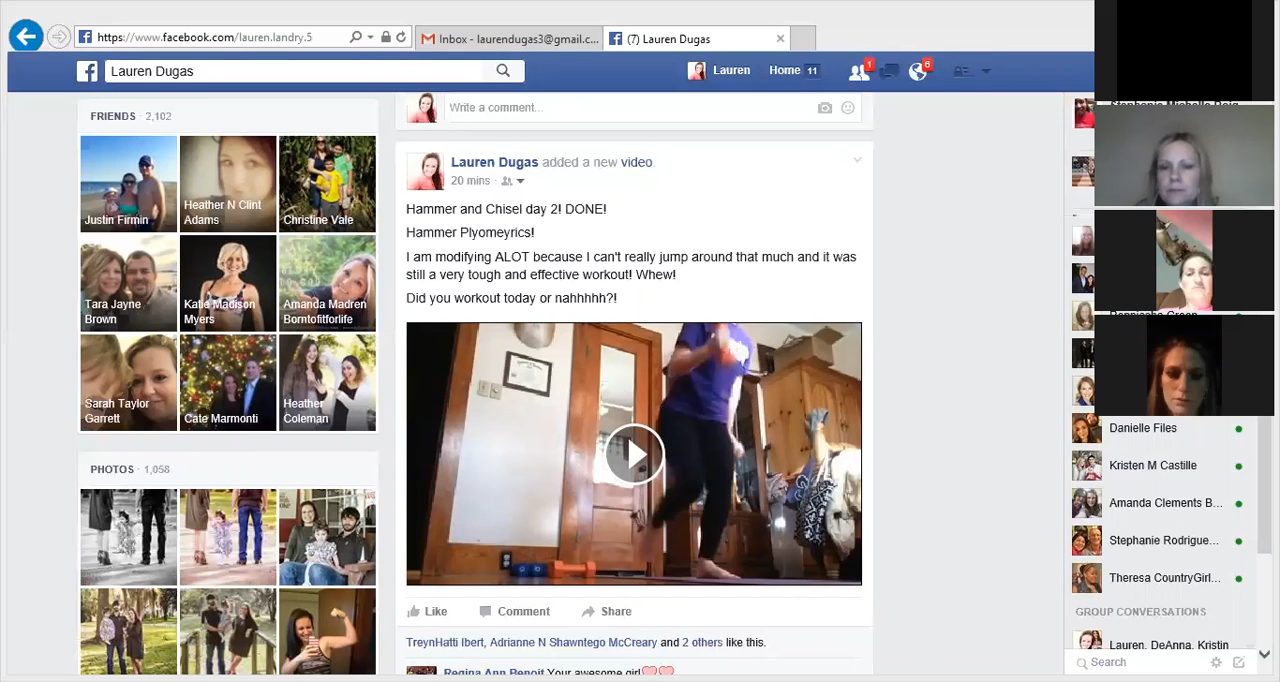 https://www.facebook.com/lauren.landry.5
Inbox - laurendugas3@gmail.c...
(7) Lauren Dugas
Lauren Dugas
Lauren
Home 11
1
6
FRIENDS · 2,102
Justin Firmin
Heather N Clint
Adams
Christine Vale
Tara Jayne
Brown
Katie Madison
Myers
Amanda Madren
Borntofitforlife
Sarah Taylor
Garrett
Cate Marmonti
Heather
Coleman
PHOTOS · 1,058
Write a comment...
Lauren Dugas added a new video.
20 mins ·
Hammer and Chisel day 2! DONE!
Hammer Plyomeyrics!
I am modifying ALOT because I can't really jump around that much and it was
still a very tough and effective workout! Whew!
Did you workout today or nahhhhh?!
Like
Comment
Share
TreynHatti Ibert, Adrianne N Shawntego McCreary and 2 others like this.
Regina Ann Benoit Your awesome girl
Danielle Files
Kristen M Castille
Amanda Clements B...
Stephanie Rodrigue...
Theresa CountryGirl...
GROUP CONVERSATIONS
Lauren, DeAnna, Kristin
Search